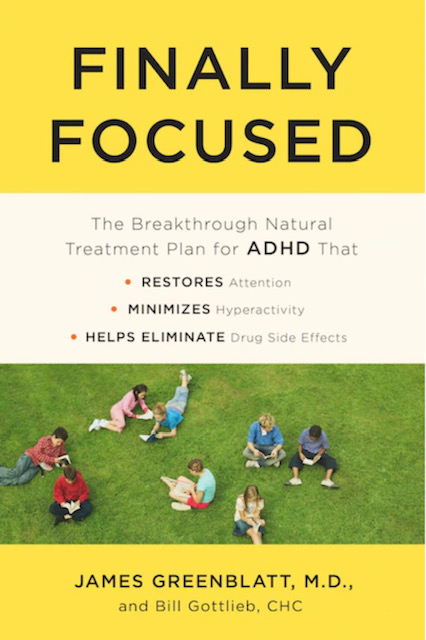 FINALLY
FOCUSED
The Breakthrough Natural
Treatment Plan for ADHD That
• RESTORES Attention
• MINIMIZES Hyperactivity
• HELPS ELIMINATE Drug Side Effects
JAMES GREENBLATT, M.D.,
and Bill Gottlieb, CHC